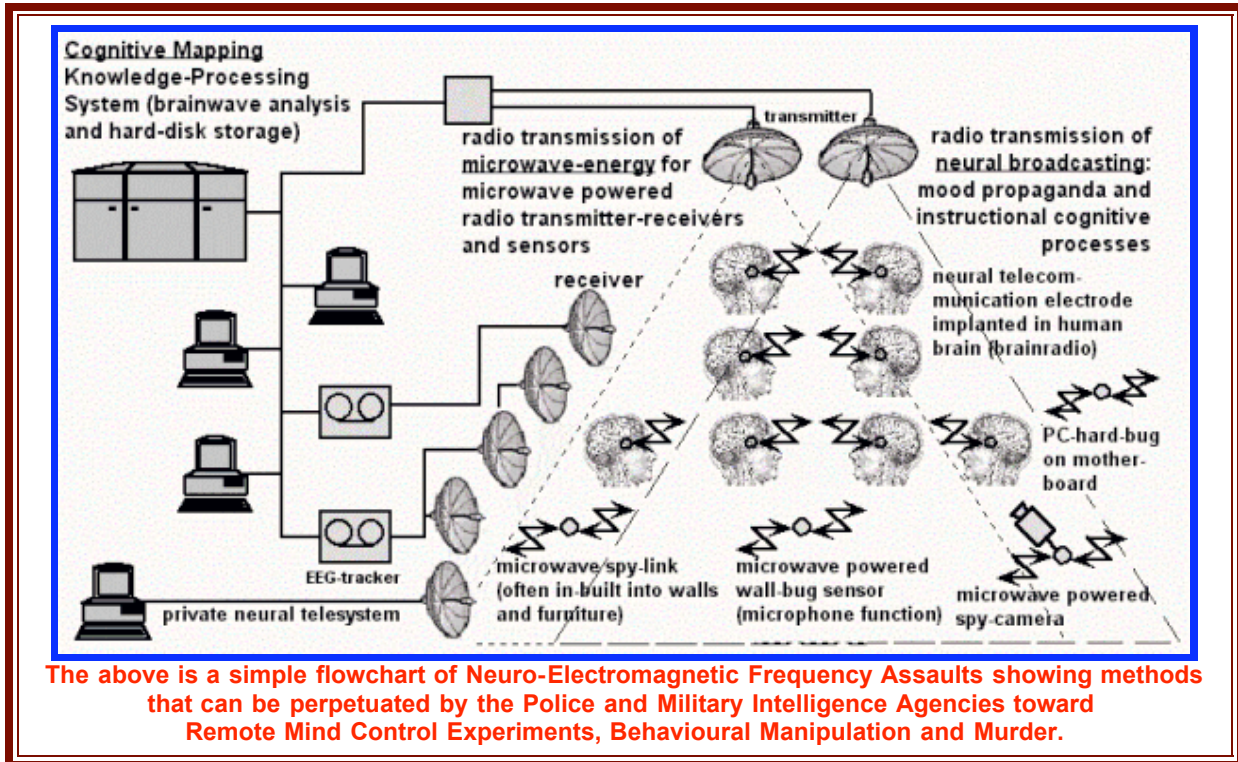 Cognitive Mapping
Knowledge-Processing
System (brainwave analysis
and hard-disk storage)
transmitter
radio transmission of
microwave-energy for
microwave powered
radio transmitter-receivers
and sensors
radio transmission of
neural broadcasting:
mood propaganda and
instructional cognitive
processes
receiver
neural telecom-
munication electrode
implanted in human
brain (brainradio)
PC-hard-bug
on mother-
board
EEG-tracker
private neural telesystem
microwave spy-link
(often in-built into walls
and furniture)
microwave powered
wall-bug sensor
(microphone function)
microwave powered
spy-camera
The above is a simple flowchart of Neuro-Electromagnetic Frequency Assaults showing methods
that can be perpetuated by the Police and Military Intelligence Agencies toward
Remote Mind Control Experiments, Behavioural Manipulation and Murder.